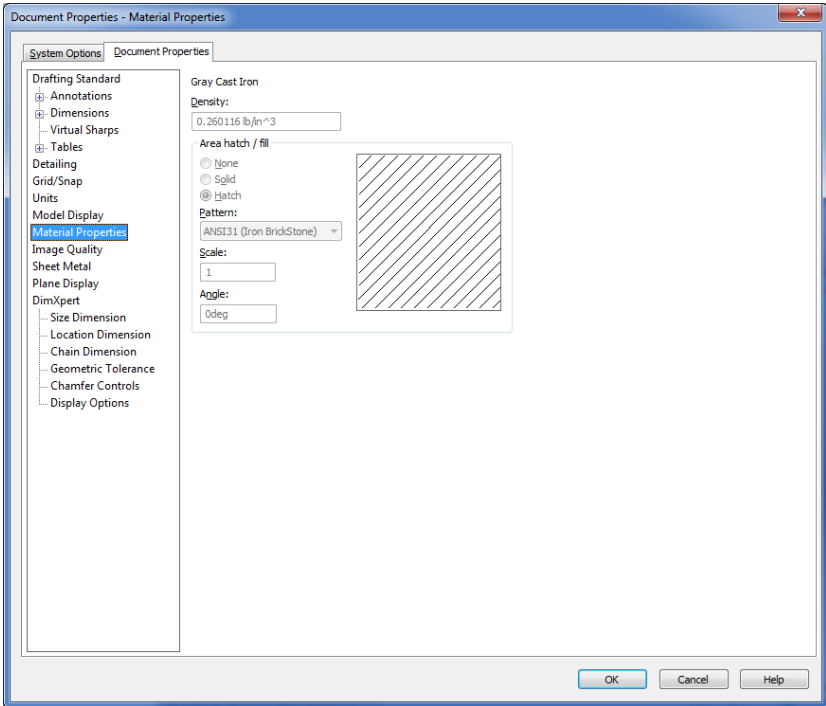 Document Properties - Material Properties
System Options
Document Properties
Drafting Standard
Annotations
Dimensions
Virtual Sharps
Tables
Detailing
Grid/Snap
Units
Model Display
Material Properties
Image Quality
Sheet Metal
Plane Display
DimXpert
Size Dimension
Location Dimension
Chain Dimension
Geometric Tolerance
Chamfer Controls
Display Options
Gray Cast Iron
Density:
0.260116 lb/in^3
Area hatch / fill
None
Solid
Hatch
Pattern:
ANSI31 (Iron BrickStone)
Scale:
1
Angle:
0deg
OK
Cancel
Help